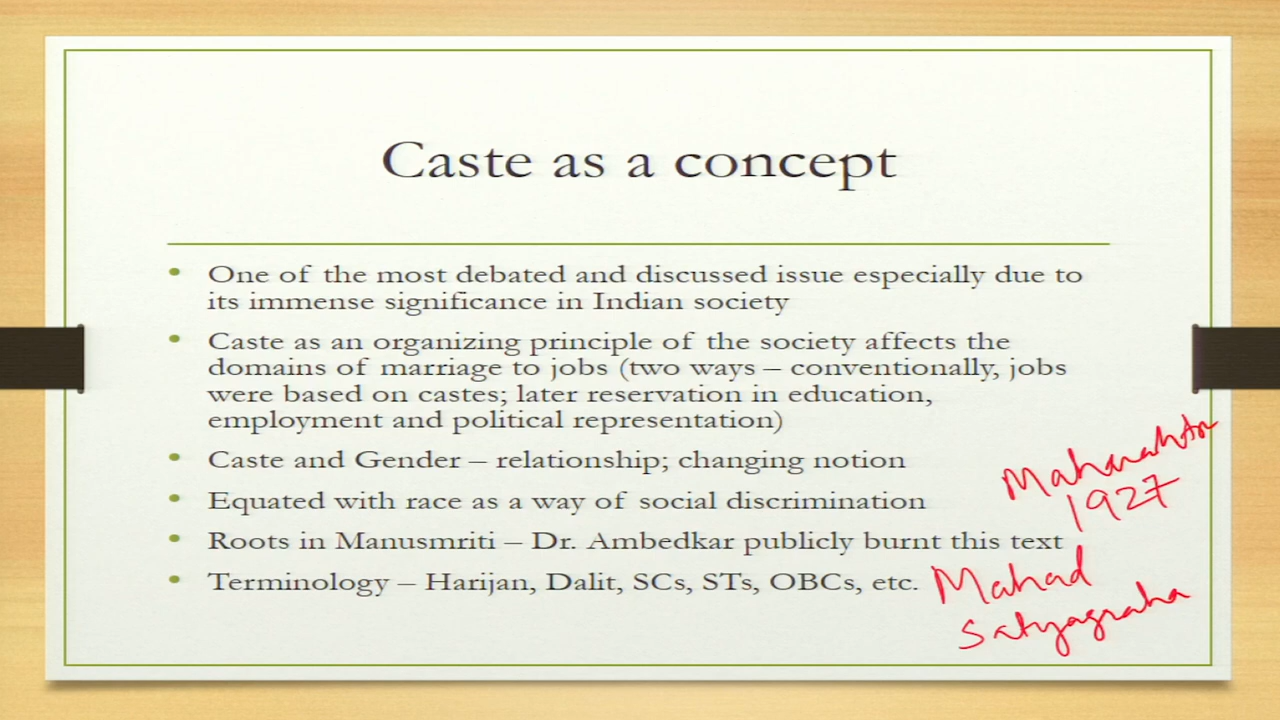 Caste as a concept
• One of the most debated and discussed issue especially due to
its immense significance in Indian society
• Caste as an organizing principle of the society affects the
domains of marriage to jobs (two ways – conventionally, jobs
were based on castes; later reservation in education,
employment and political representation)
• Caste and Gender – relationship; changing notion
• Equated with race as a way of social discrimination
• Roots in Manusmriti – Dr. Ambedkar publicly burnt this text
• Terminology – Harijan, Dalit, SCs, STs, OBCs, etc.
1927
Mahad
Satyagraha